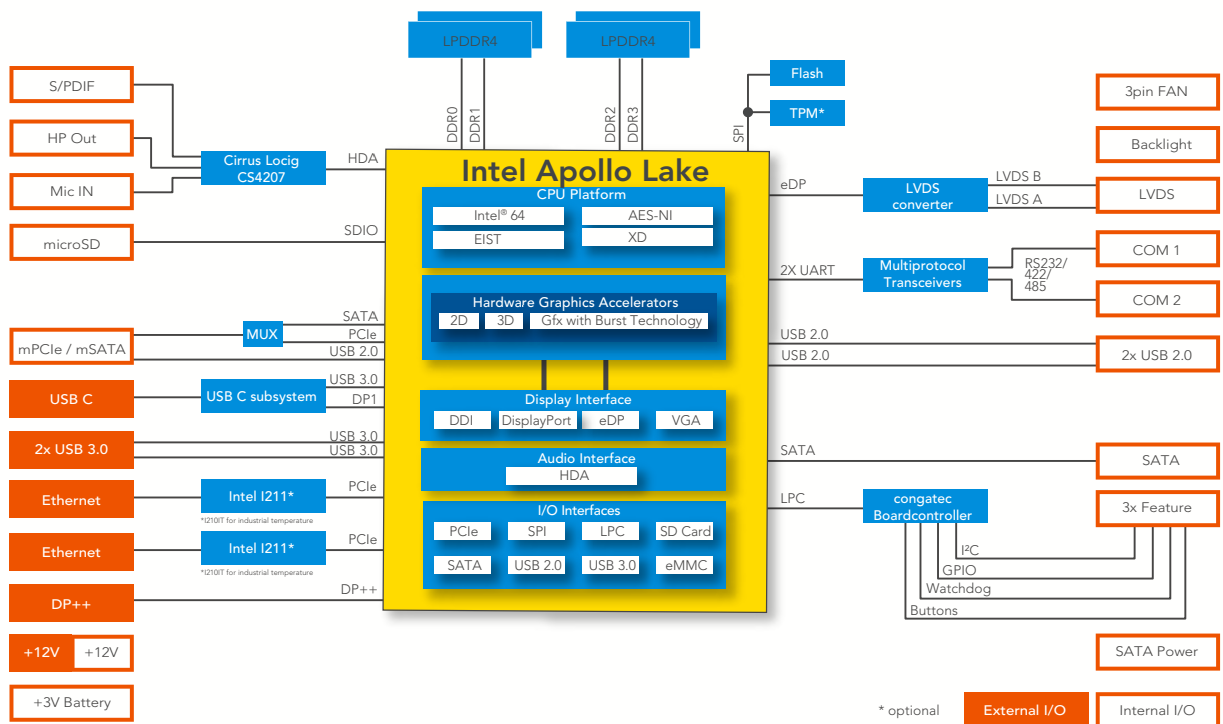 LPDDR4
LPDDR4
DDR0
DDR1
DDR2
DDR3
SPI
Flash
TPM*
S/PDIF
HP Out
Mic IN
microSD
Cirrus Locig
CS4207
HDA
SDIO
mPCIe / mSATA
MUX
SATA
PCIe
USB 2.0
USB C
USB C subsystem
USB 3.0
DP1
2x USB 3.0
USB 3.0
USB 3.0
Ethernet
Intel I211*
*I210IT for industrial temperature
PCIe
Ethernet
Intel I211*
*I210IT for industrial temperature
PCIe
DP++
DP++
+12V
+12V
+3V Battery
Intel Apollo Lake
CPU Platform
Intel® 64
AES-NI
EIST
XD
Hardware Graphics Accelerators
2D
3D
Gfx with Burst Technology
Display Interface
DDI
DisplayPort
eDP
VGA
Audio Interface
HDA
I/O Interfaces
PCIe
SPI
LPC
SD Card
SATA
USB 2.0
USB 3.0
eMMC
3pin FAN
Backlight
eDP
LVDS
converter
LVDS B
LVDS A
LVDS
2X UART
Multiprotocol
Transceivers
RS232/
422/
485
COM 1
COM 2
USB 2.0
USB 2.0
2x USB 2.0
SATA
SATA
LPC
congatec
Boardcontroller
3x Feature
I²C
GPIO
Watchdog
Buttons
SATA Power
* optional
External I/O
Internal I/O